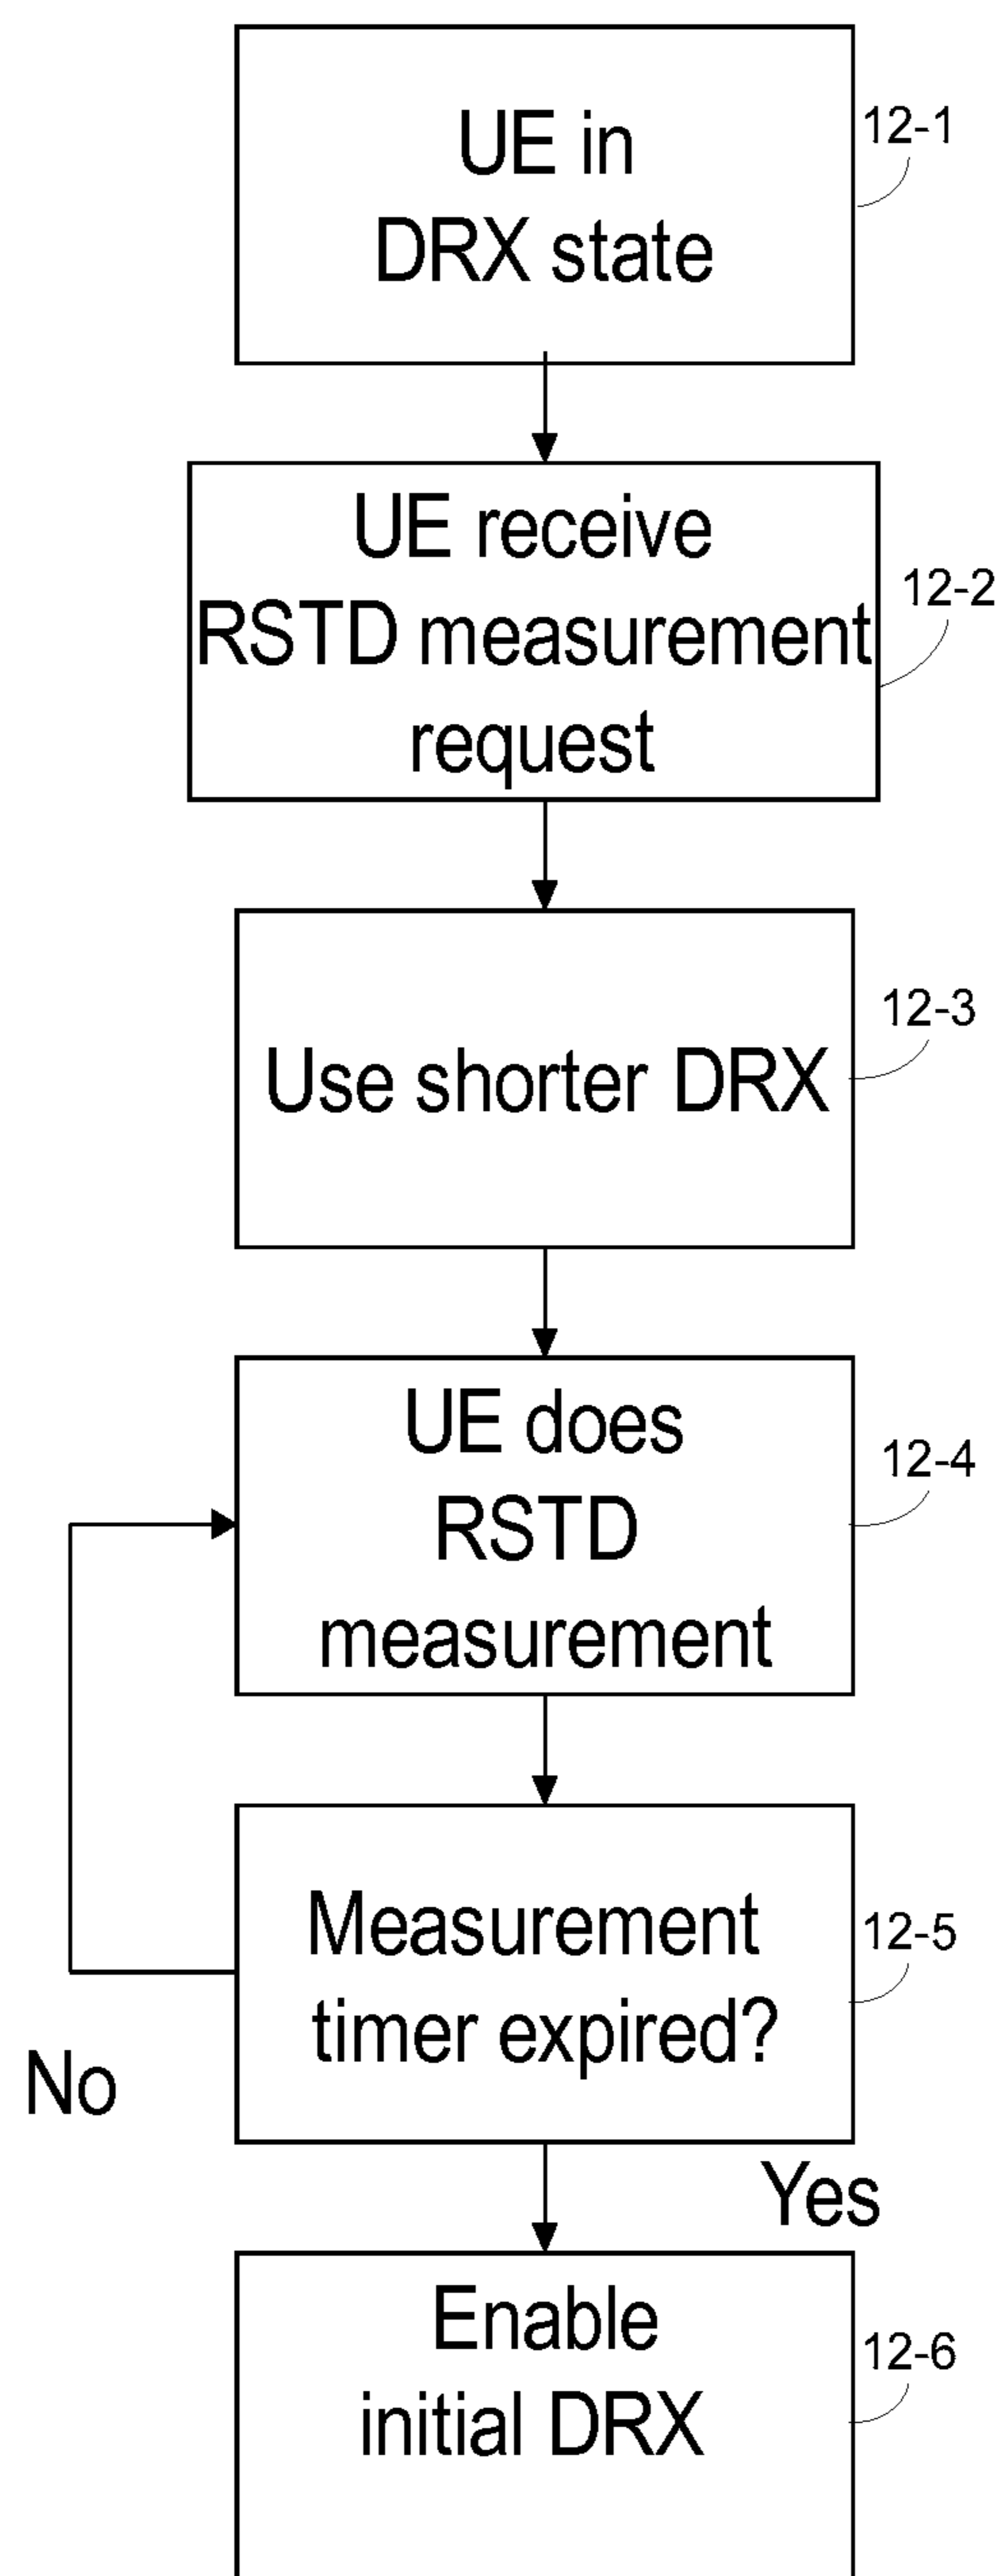 UE in
DRX state
12-1
UE receive
RSTD measurement
request
12-2
Use shorter DRX
12-3
UE does
RSTD
measurement
12-4
Measurement
timer expired?
12-5
No
Yes
Enable
initial DRX
12-6